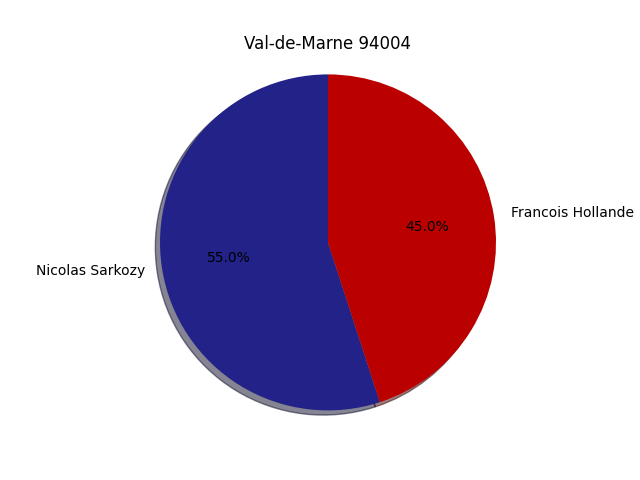 Val-de-Marne 94004
Francois Hollande
45.0%
55.0%
Nicolas Sarkozy